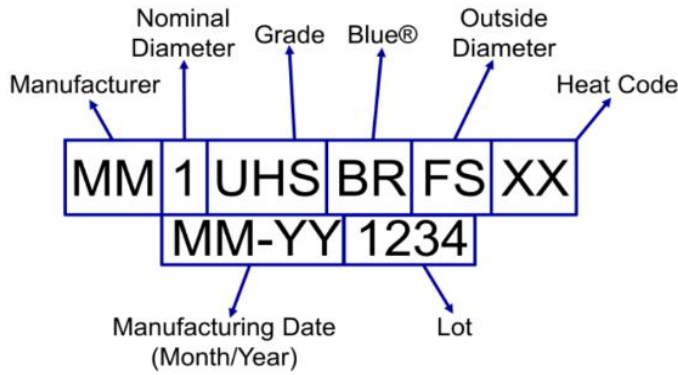 Nominal Diameter
Grade
Blue®
Outside Diameter
Manufacturer
Heat Code
MM 1 UHS BR FS XX
MM-YY 1234
Manufacturing Date
(Month/Year)
Lot